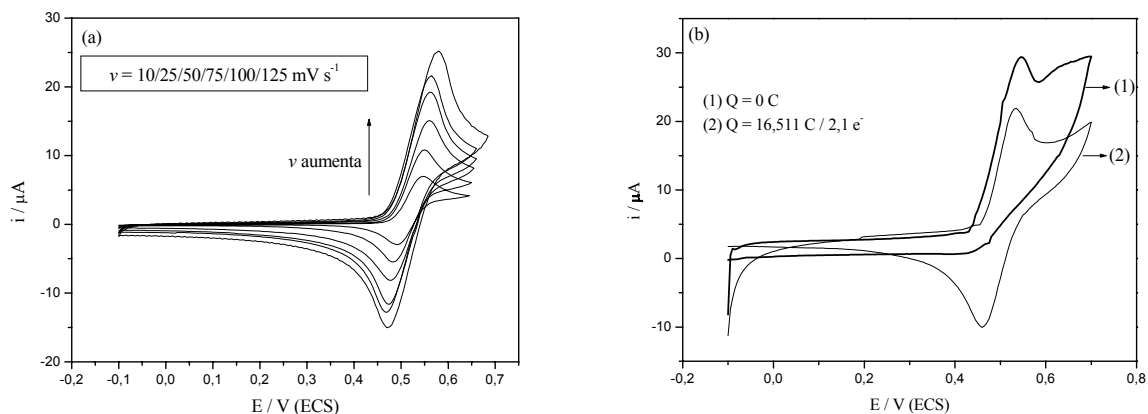 (a)
v = 10/25/50/75/100/125 mV s⁻¹
v aumenta
i / μA
30
20
10
0
-10
-20
-0,2 -0,1 0,0 0,1 0,2 0,3 0,4 0,5 0,6 0,7
E / V (ECS)
(b)
(1) Q = 0 C
(2) Q = 16,511 C / 2,1 e⁻
(1)
(2)
i / μA
30
20
10
0
-10
-0,2 0,0 0,2 0,4 0,6 0,8
E / V (ECS)